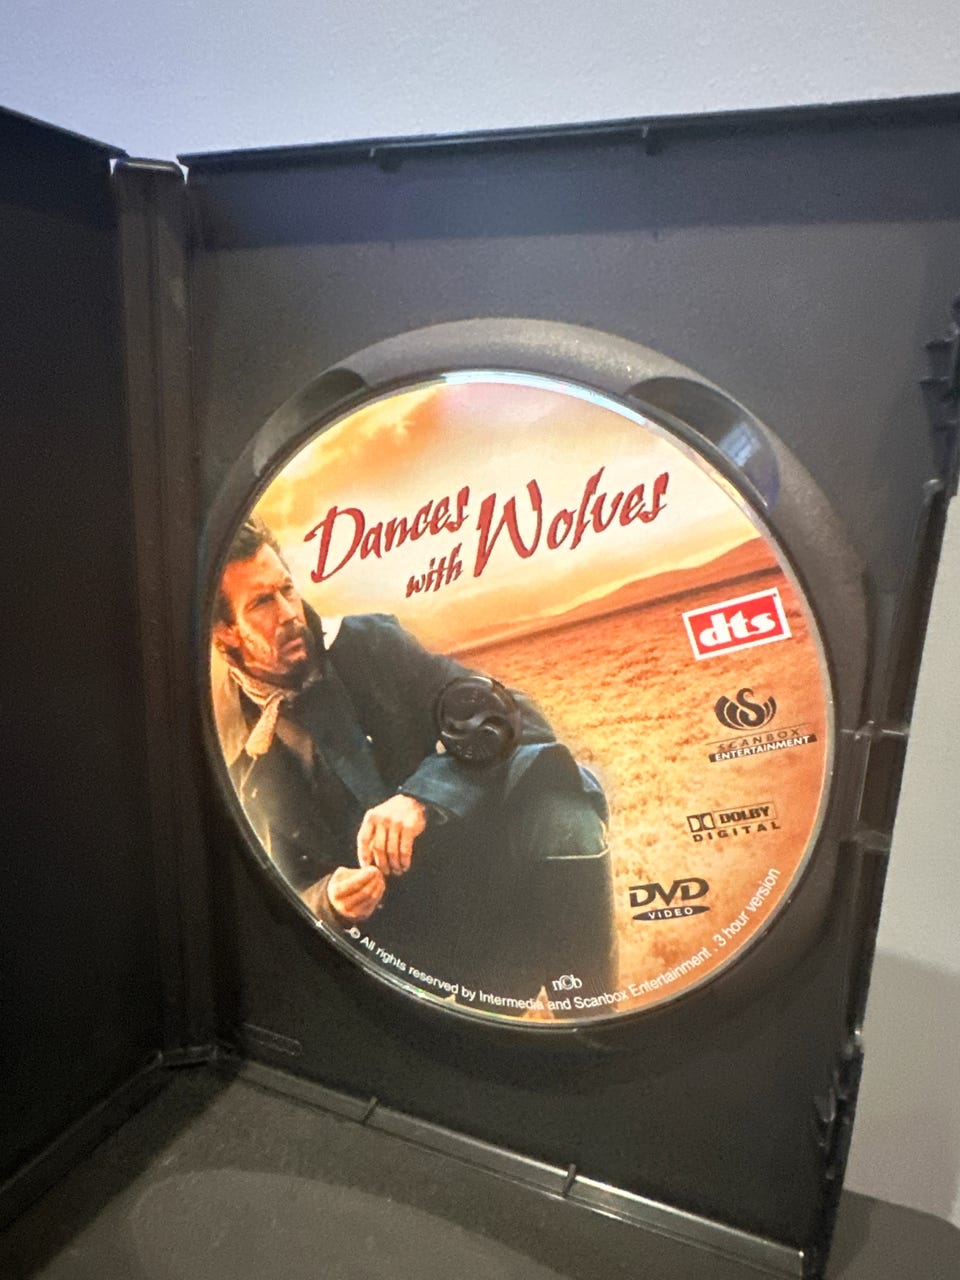 Dances
with Wolves
dts
SCANBOX
ENTERTAINMENT
DOLBY
DIGITAL
DVD
VIDEO
n©b
© All rights reserved by Intermedia and Scanbox Entertainment . 3 hour version